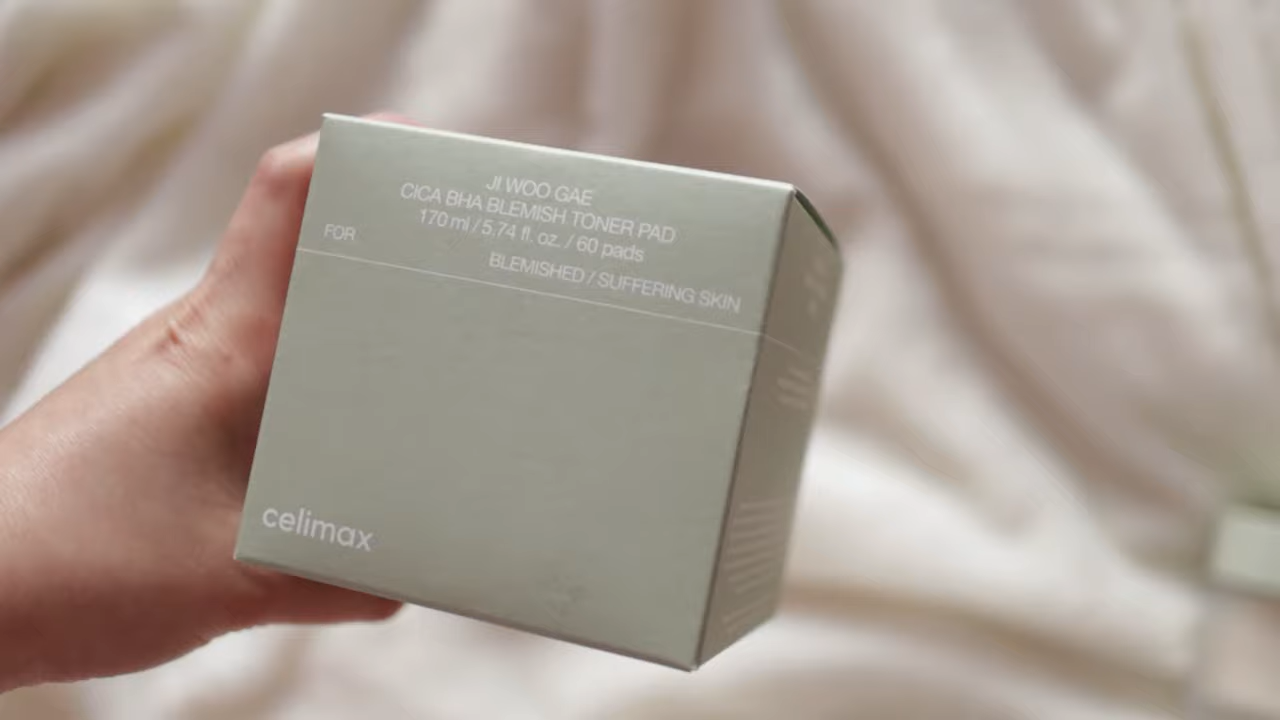 JI WOO GAE
CICA BHA BLEMISH TONER PAD
170 ml / 5.74 fl. oz. / 60 pads
FOR
BLEMISHED / SUFFERING SKIN
celimax